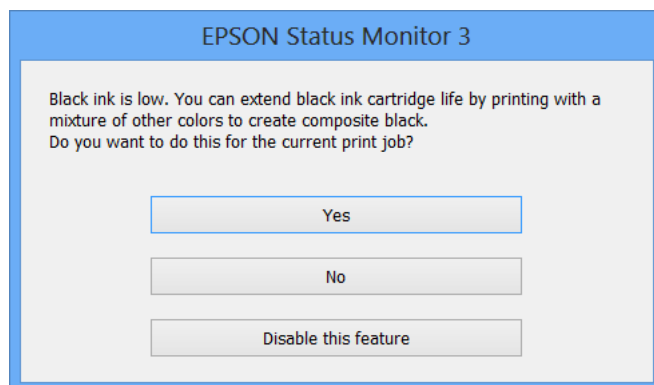 EPSON Status Monitor 3
Black ink is low. You can extend black ink cartridge life by printing with a
mixture of other colors to create composite black.
Do you want to do this for the current print job?
Yes
No
Disable this feature